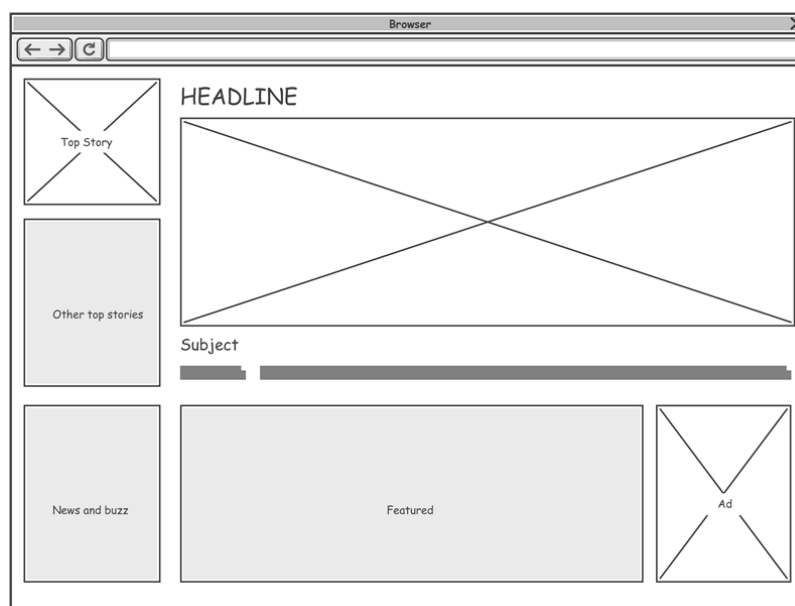 Browser
HEADLINE
Top Story
Other top stories
Subject
News and buzz
Featured
Ad